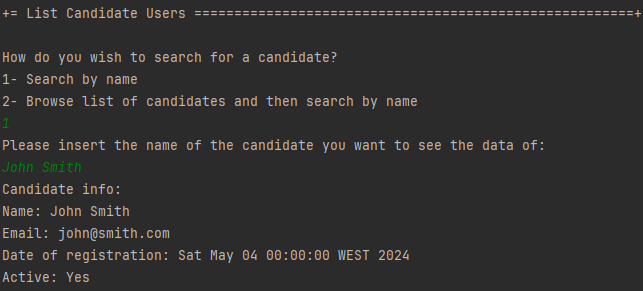 += List Candidate Users =======================================================+
How do you wish to search for a candidate?
1- Search by name
2- Browse list of candidates and then search by name
1
Please insert the name of the candidate you want to see the data of:
John Smith
Candidate info:
Name: John Smith
Email: john@smith.com
Date of registration: Sat May 04 00:00:00 WEST 2024
Active: Yes